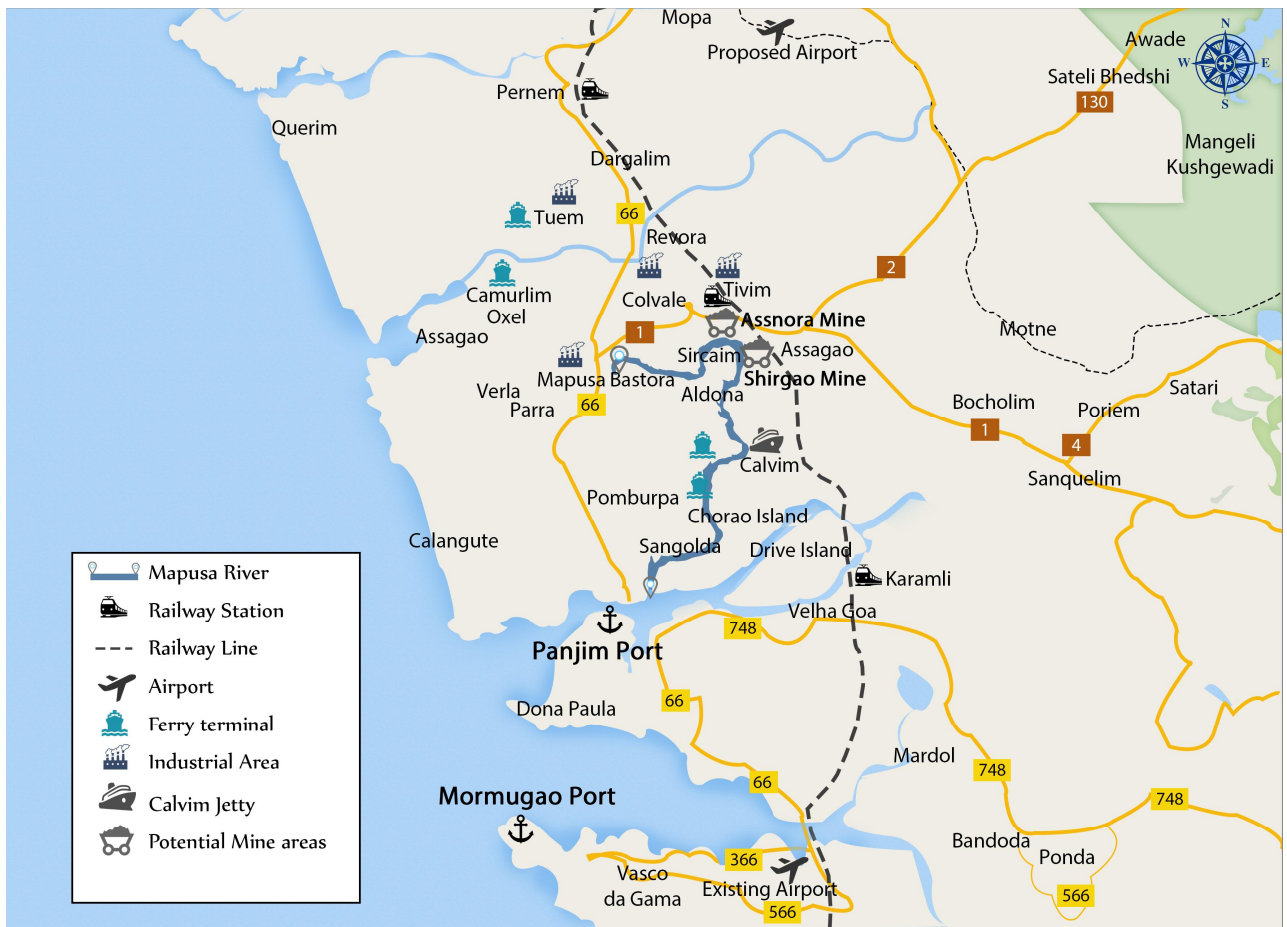 Mopa
Proposed Airport
Awade
N
W
E
S
Sateli Bhedshi
130
Pernem
Querim
Mangeli
Kushgewadi
Dargalim
Tuem
66
Revora
2
Camurlim
Oxel
Colvale
Tivim
Assnora Mine
Motne
Assagao
1
Sircaim
Assagao
Mapusa
Bastora
Shirgao Mine
Verla
Parra
66
Aldona
Satari
Bocholim
Poriem
1
4
Calvim
Sanquelim
Pomburpa
Chorao Island
Calangute
Sangolda
Drive Island
Karamli
Velha Goa
748
Panjim Port
66
Dona Paula
Mardol
748
66
Mormugao Port
748
Bandoda
Ponda
366
Vasco
da Gama
Existing Airport
566
566
Mapusa River
Railway Station
Railway Line
Airport
Ferry terminal
Industrial Area
Calvim Jetty
Potential Mine areas